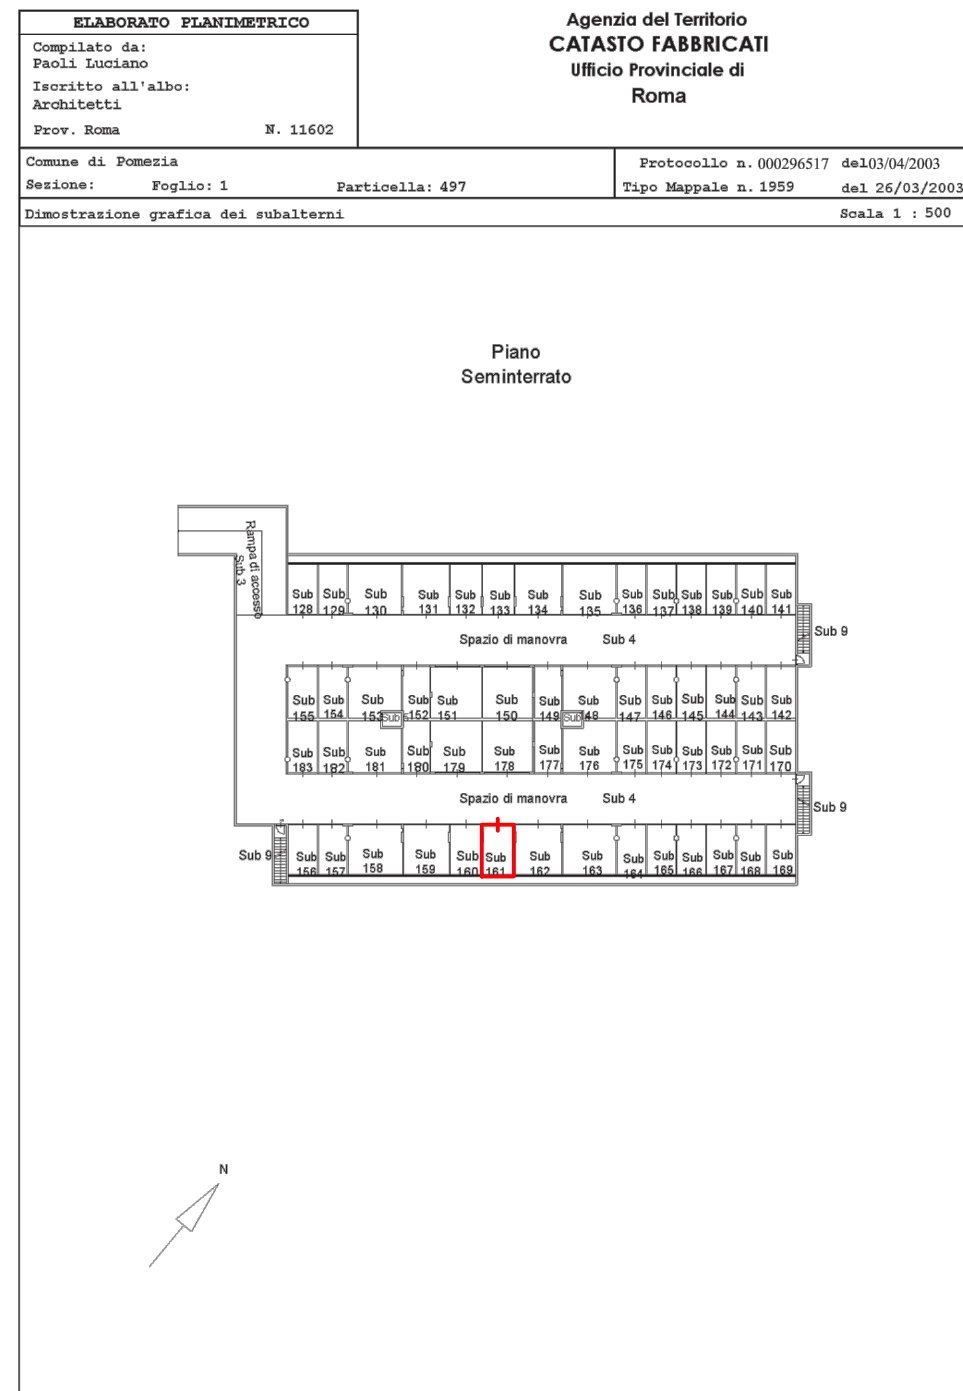 ELABORATO PLANIMETRICO
Compilato da:
Paoli Luciano
Iscritto all'albo:
Architetti
Prov. Roma N. 11602
Agenzia del Territorio
CATASTO FABBRICATI
Ufficio Provinciale di
Roma
Comune di Pomezia
Sezione: Foglio: 1 Particella: 497
Protocollo n. 000296517 del 03/04/2003
Tipo Mappale n. 1959 del 26/03/2003
Dimostrazione grafica dei subalterni Scala 1 : 500
Piano
Seminterrato
Rampa di accesso
Sub 3
Sub Sub Sub Sub Sub Sub Sub Sub Sub Sub Sub Sub Sub Sub
128 129 130 131 132 133 134 135 136 137 138 139 140 141
Spazio di manovra Sub 4
Sub 9
Sub Sub Sub Sub Sub Sub Sub Sub Sub Sub Sub Sub Sub Sub
155 154 153 152 151 150 149 148 147 146 145 144 143 142
Sub Sub
Sub Sub Sub Sub Sub Sub Sub Sub Sub Sub Sub Sub Sub Sub
183 182 181 180 179 178 177 176 175 174 173 172 171 170
Spazio di manovra Sub 4
Sub 9
Sub 9
Sub Sub Sub Sub Sub Sub Sub Sub Sub Sub Sub Sub Sub Sub
156 157 158 159 160 161 162 163 164 165 166 167 168 169
N